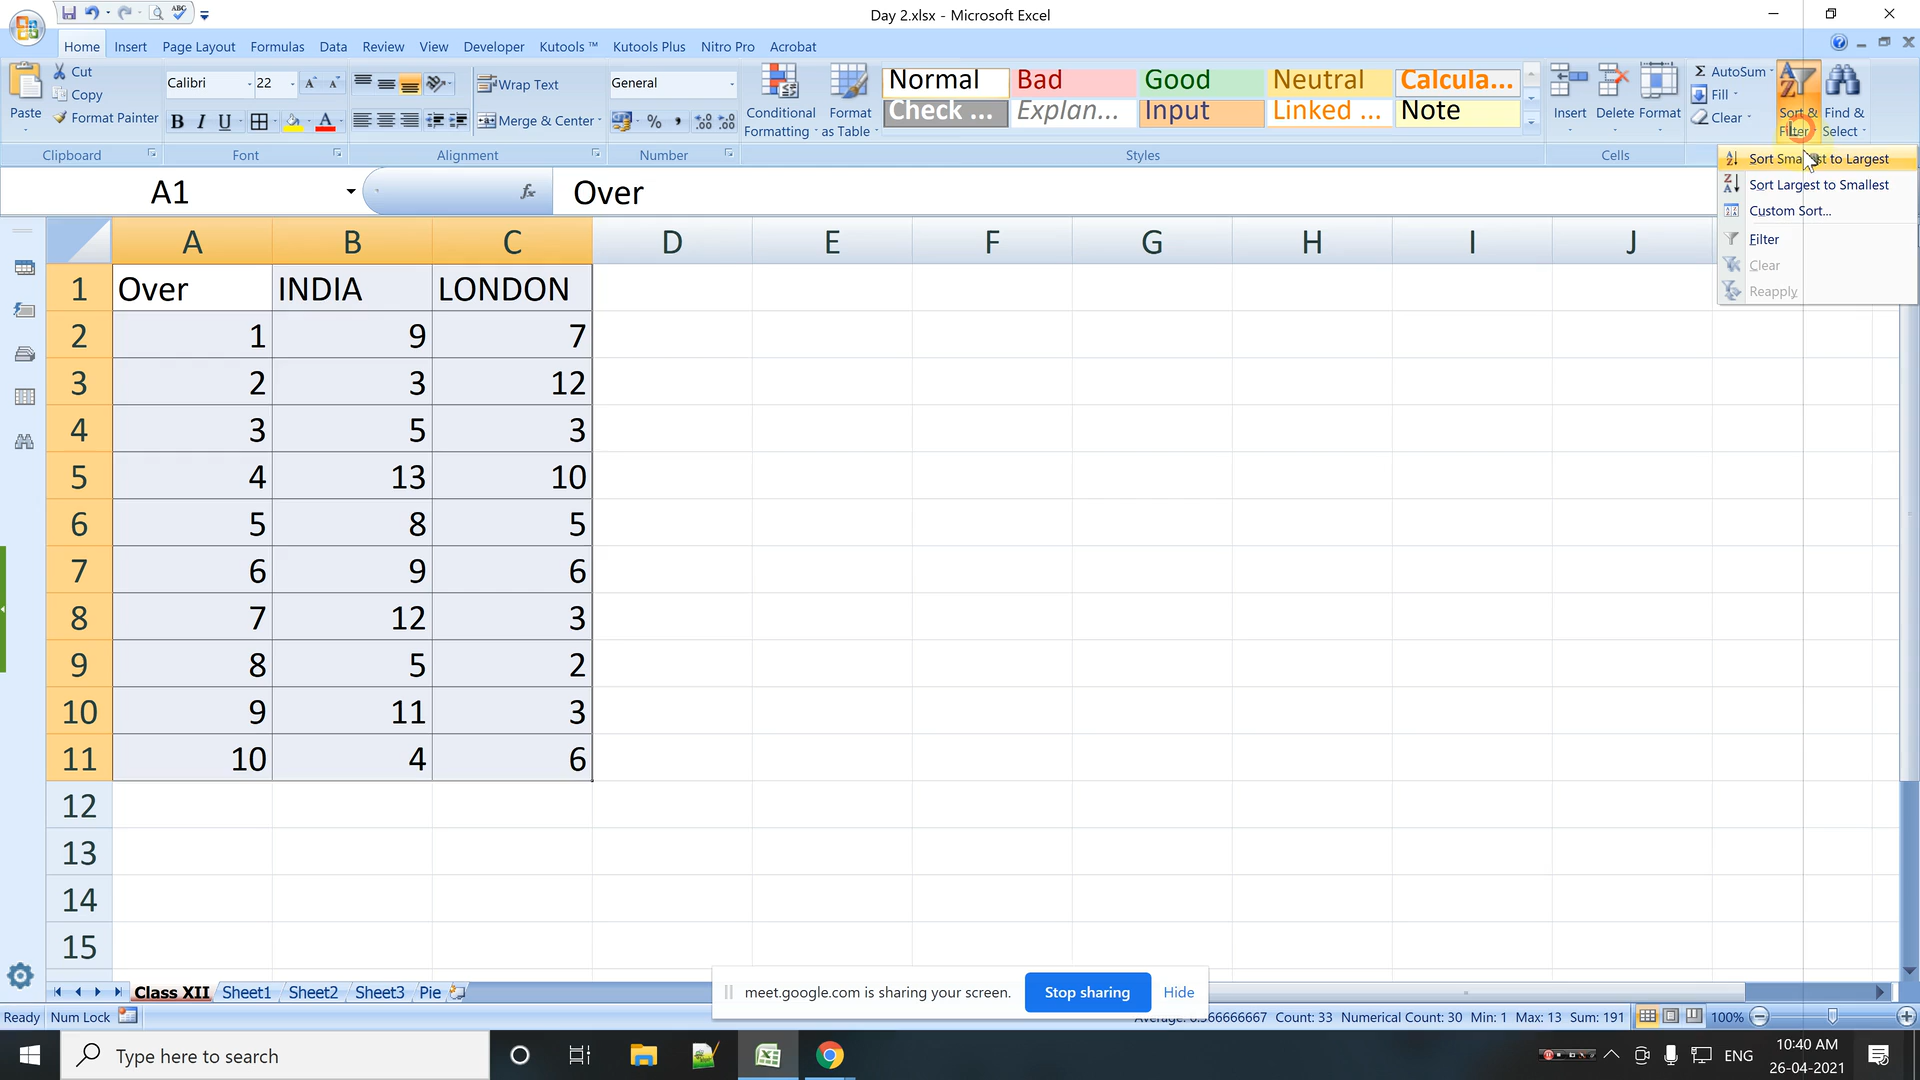 Day 2.xlsx - Microsoft Excel
Home Insert Page Layout Formulas Data Review View Developer Kutools ™ Kutools Plus Nitro Pro Acrobat
Paste
Cut
Copy
Format Painter
Clipboard
Calibri 22
B I U
Font
Wrap Text
Merge & Center
Alignment
General
Number
Conditional Formatting
Format as Table
Normal Bad Good Neutral Calcula...
Check ... Explan... Input Linked ... Note
Styles
Insert Delete Format
Cells
Σ AutoSum
Fill
Clear
Sort & Filter
Find & Select
Sort Smallest to Largest
Sort Largest to Smallest
Custom Sort...
Filter
Clear
Reapply
A1 fx Over
A B C D E F G H I J
1 Over INDIA LONDON
2 1 9 7
3 2 3 12
4 3 5 3
5 4 13 10
6 5 8 5
7 6 9 6
8 7 12 3
9 8 5 2
10 9 11 3
11 10 4 6
12
13
14
15
Class XII Sheet1 Sheet2 Sheet3 Pie
meet.google.com is sharing your screen. Stop sharing Hide
Ready Num Lock
Count: 33 Numerical Count: 30 Min: 1 Max: 13 Sum: 191 100%
Type here to search
ENG
10:40 AM
26-04-2021